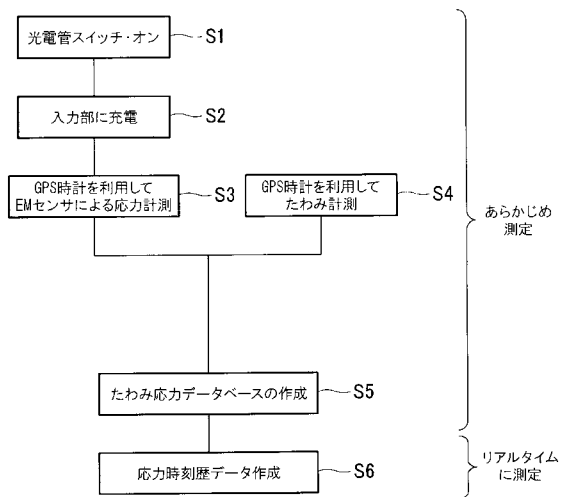 光電管スイッチ・オン
S1
入力部に充電
S2
GPS時計を利用して
EMセンサによる応力計測
S3
GPS時計を利用して
たわみ計測
S4
あらかじめ
測定
たわみ応力データベースの作成
S5
応力時刻歴データ作成
S6
リアルタイム
に測定